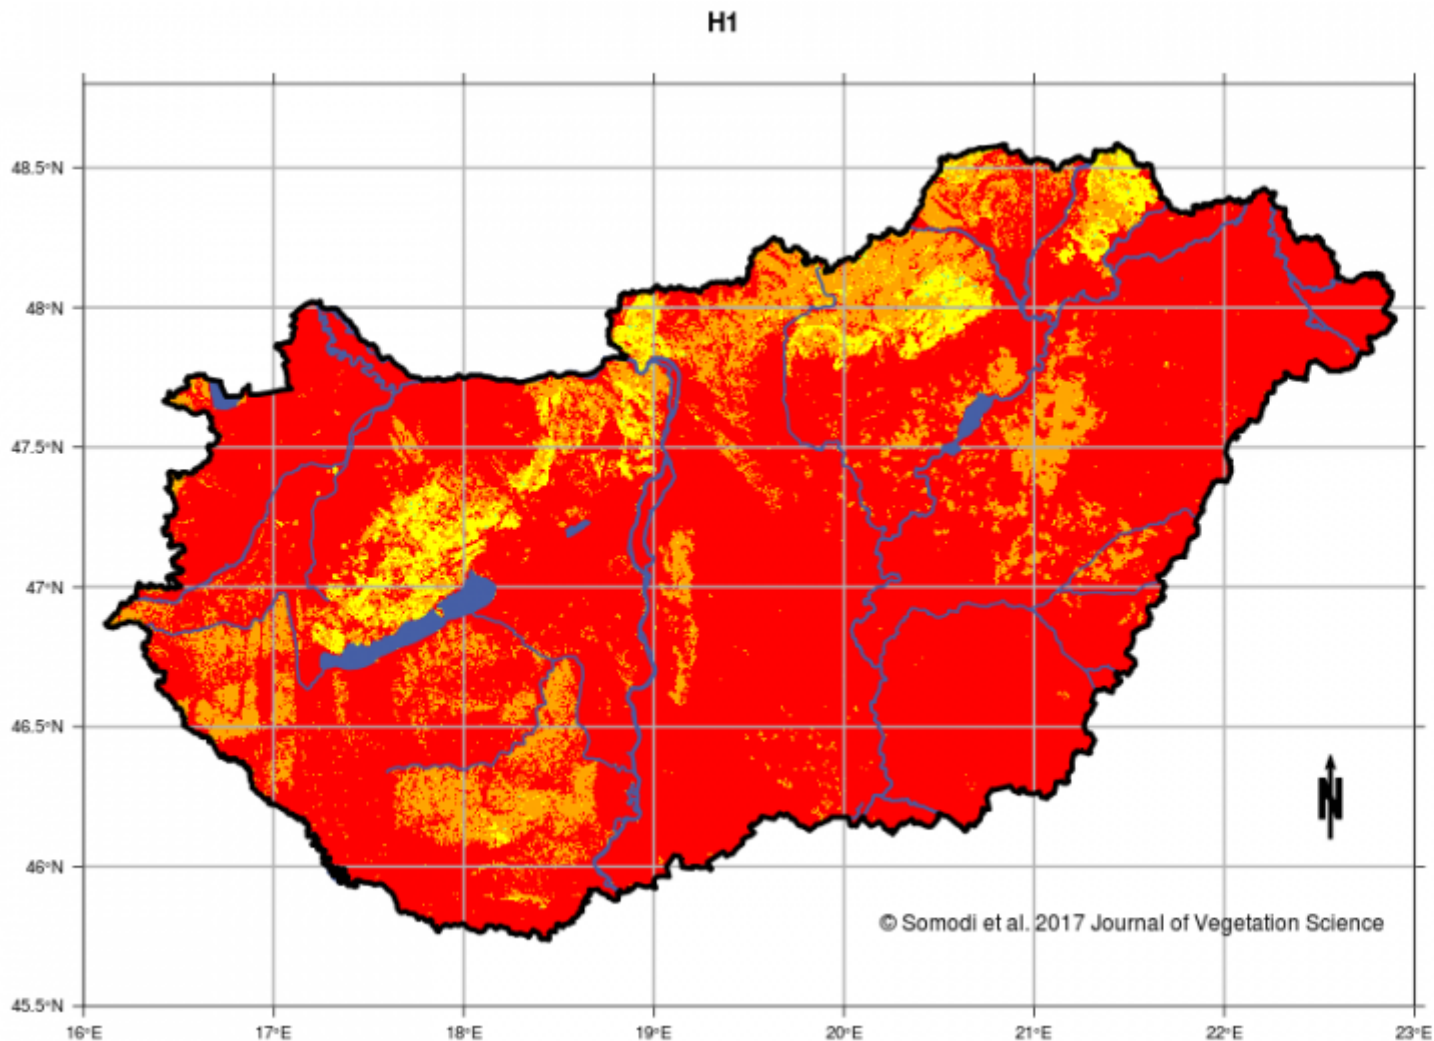 H1
48.5°N
48°N
47.5°N
47°N
46.5°N
46°N
45.5°N
N
© Somodi et al. 2017 Journal of Vegetation Science
16°E 17°E 18°E 19°E 20°E 21°E 22°E 23°E